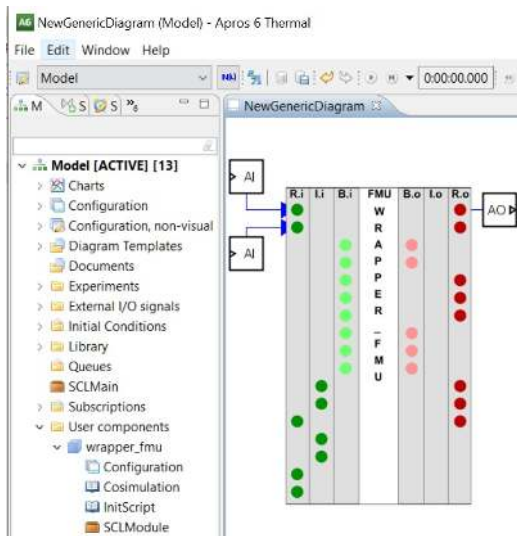 A6 NewGenericDiagram (Model) - Apros 6 Thermal
File Edit Window Help
Model
0:00:00.000
M S S »6
NewGenericDiagram
Model [ACTIVE] [13]
Charts
Configuration
Configuration, non-visual
Diagram Templates
Documents
Experiments
External I/O signals
Initial Conditions
Library
Queues
SCLMain
Subscriptions
User components
wrapper_fmu
Configuration
Cosimulation
InitScript
SCLModule
AI
AI
R.i I.i B.i FMU B.o I.o R.o
W
R
A
P
P
E
R
_
F
M
U
AO